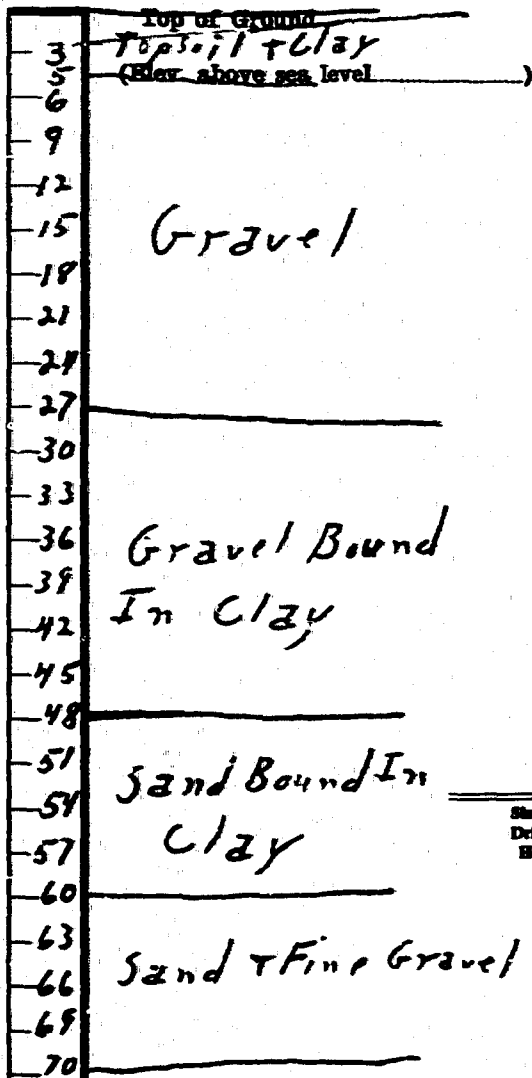 Top of Ground
3 Topsoil + Clay
5 (Elev. above sea level )
6
9
12
15 Gravel
18
21
24
27
30
33
36 Gravel Bound
39
42 In Clay
45
48
51 Sand Bound In
54
57 Clay
60
63 Sand + Fine Gravel
66
69
70